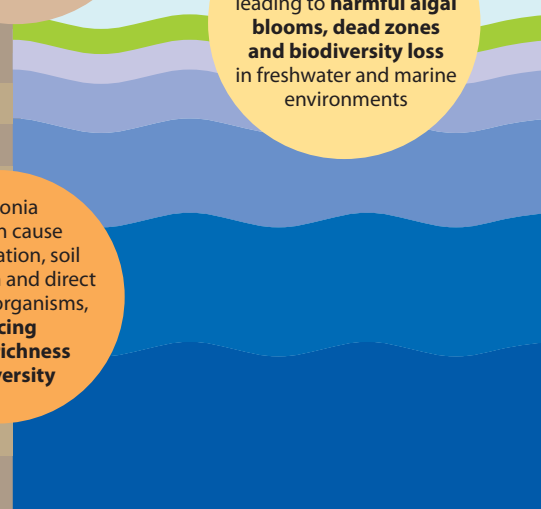 leading to harmful algal
blooms, dead zones
and biodiversity loss
in freshwater and marine
environments
onia
n cause
ation, soil
and direct
organisms,
cing
ichness
versity